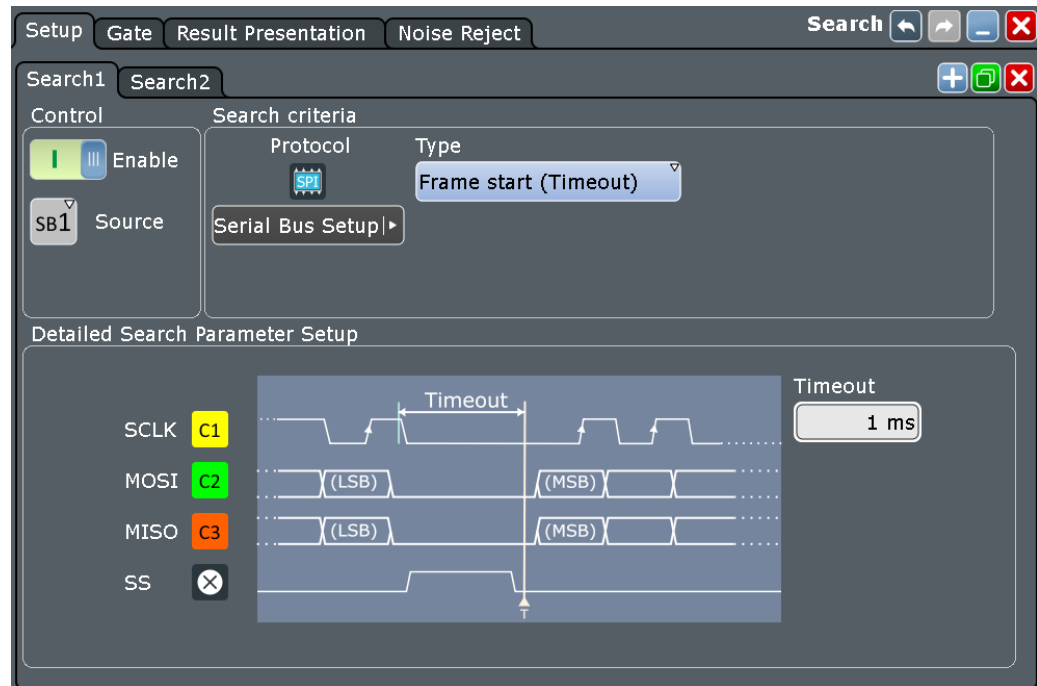 Setup Gate Result Presentation Noise Reject Search
Search1 Search2
Control Search criteria
Protocol Type
I Enable SPI Frame start (Timeout)
SB1 Source Serial Bus Setup
Detailed Search Parameter Setup
Timeout Timeout
SCLK C1 1 ms
MOSI C2 (LSB) (MSB)
MISO C3 (LSB) (MSB)
SS
T